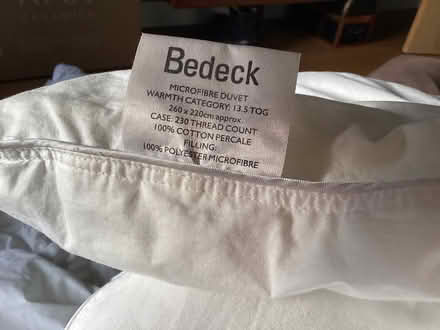 Bedeck
MICROFIBRE DUVET
WARMTH CATEGORY: 13.5 TOG
260 x 220cm approx.
CASE: 230 THREAD COUNT
100% COTTON PERCALE
FILLING:
100% POLYESTER MICROFIBRE